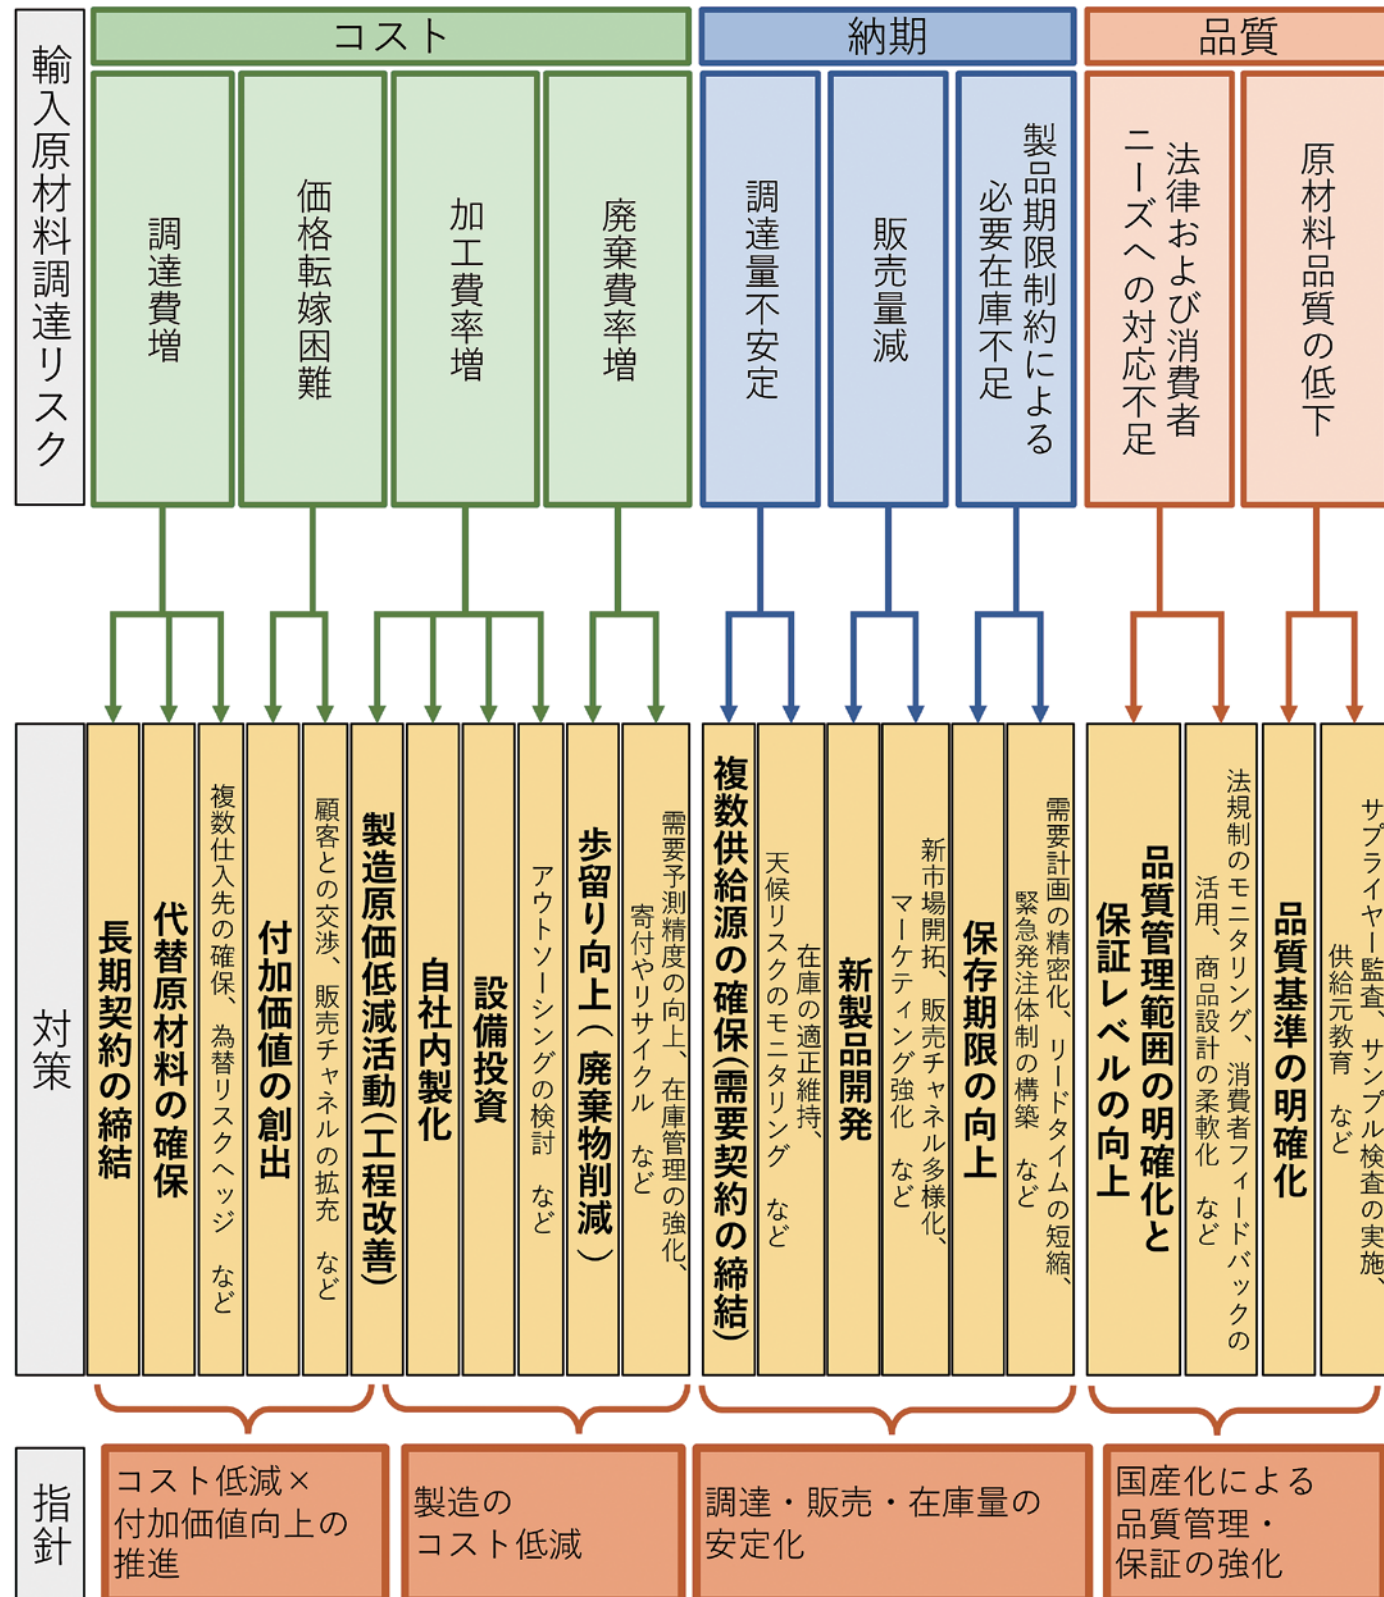 輸入原材料調達リスク
コスト
納期
品質
調達費増
価格転嫁困難
加工費率増
廃棄費率増
調達量不安定
販売量減
製品期限制約による
必要在庫不足
法律および消費者
ニーズへの対応不足
原材料品質の低下
対策
長期契約の締結
代替原材料の確保
複数仕入先の確保、為替リスクヘッジ など
付加価値の創出
顧客との交渉、販売チャネルの拡充 など
製造原価低減活動(工程改善)
自社内製化
設備投資
アウトソーシングの検討 など
歩留り向上(廃棄物削減)
需要予測精度の向上、在庫管理の強化、
寄付やリサイクル など
複数供給源の確保(需要契約の締結)
在庫の適正維持、
天候リスクのモニタリング など
新製品開発
新市場開拓、販売チャネル多様化、
マーケティング強化 など
保存期限の向上
需要計画の精密化、リードタイムの短縮、
緊急発注体制の構築 など
品質管理範囲の明確化と
保証レベルの向上
法規制のモニタリング、消費者フィードバックの
活用、商品設計の柔軟化 など
品質基準の明確化
サプライヤー監査、サンプル検査の実施、
供給元教育 など
指針
コスト低減×
付加価値向上の
推進
製造の
コスト低減
調達・販売・在庫量の
安定化
国産化による
品質管理・
保証の強化